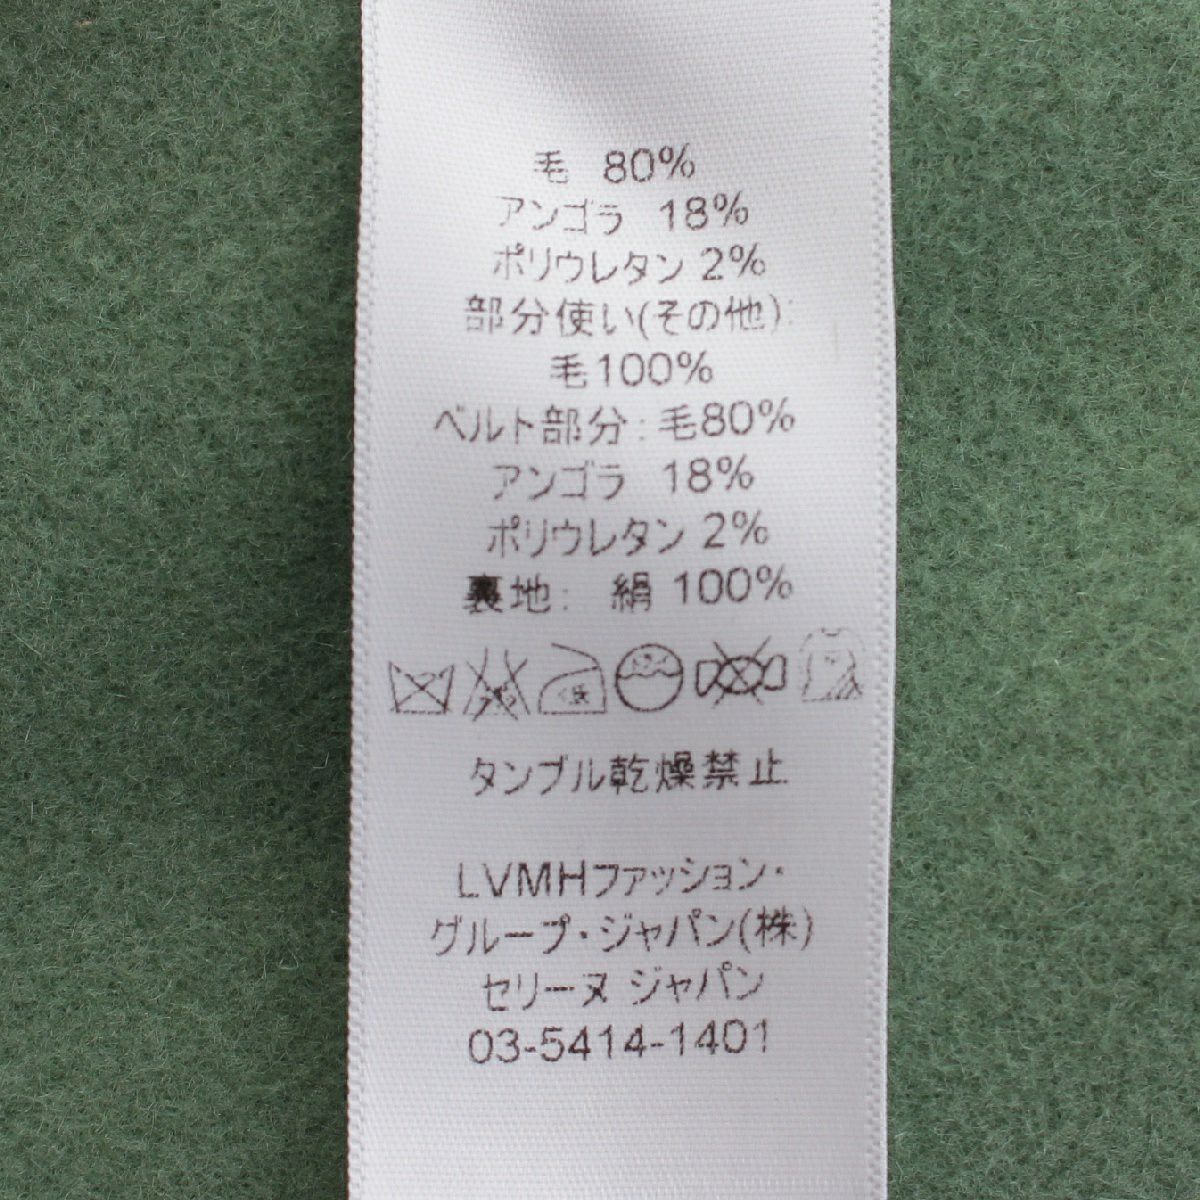 毛 80%
アンゴラ 18%
ポリウレタン 2%
部分使い(その他):
毛100%
ベルト部分:毛80%
アンゴラ 18%
ポリウレタン 2%
裏地: 絹 100%
タンブル乾燥禁止
LVMHファッション・
グループ・ジャパン(株)
セリーヌ ジャパン
03-5414-1401